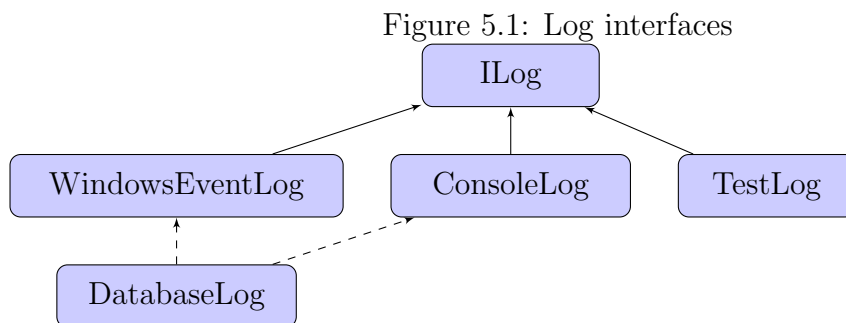 Figure 5.1: Log interfaces
ILog
WindowsEventLog
ConsoleLog
TestLog
DatabaseLog